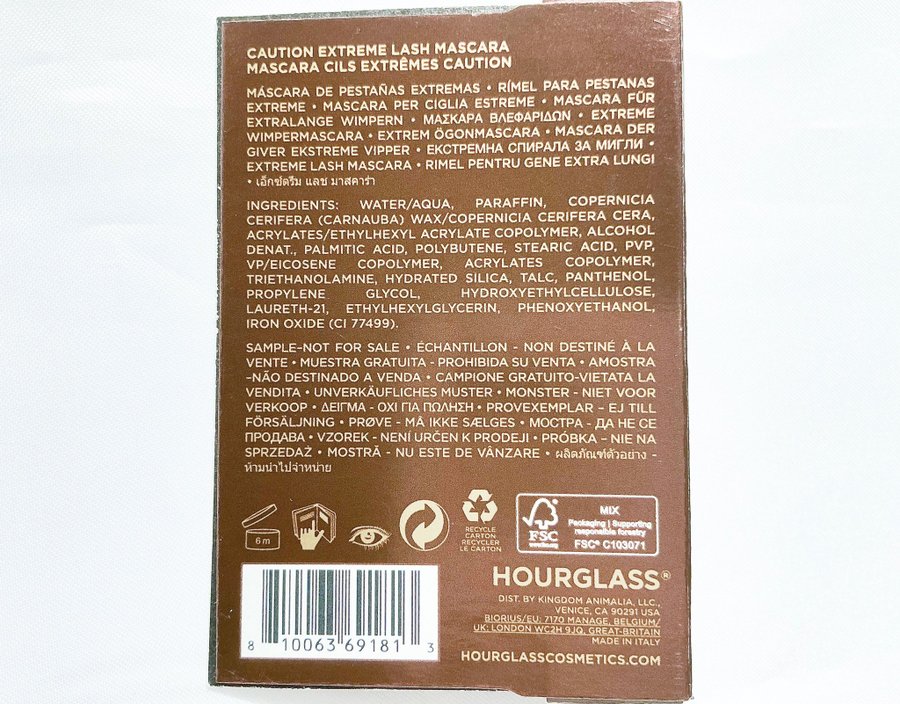 CAUTION EXTREME LASH MASCARA
MASCARA CILS EXTRÊMES CAUTION
MÁSCARA DE PESTAÑAS EXTREMAS • RÍMEL PARA PESTANAS
EXTREME • MASCARA PER CIGLIA ESTREME • MASCARA FÜR
EXTRALANGE WIMPERN • ΜΑΣΚΑΡΑ ΒΛΕΦΑΡΙΔΩΝ • EXTREME
WIMPERMASCARA • EXTREM ÖGONMASCARA • MASCARA DER
GIVER EKSTREME VIPPER • ЕКСТРЕМНА СПИРАЛА ЗА МИГЛИ •
EXTREME LASH MASCARA • RIMEL PENTRU GENE EXTRA LUNGI
• เอ็กซ์ตรีม แลช มาสคาร่า
INGREDIENTS: WATER/AQUA, PARAFFIN, COPERNICIA
CERIFERA (CARNAUBA) WAX/COPERNICIA CERIFERA CERA,
ACRYLATES/ETHYLHEXYL ACRYLATE COPOLYMER, ALCOHOL
DENAT., PALMITIC ACID, POLYBUTENE, STEARIC ACID, PVP,
VP/EICOSENE COPOLYMER, ACRYLATES COPOLYMER,
TRIETHANOLAMINE, HYDRATED SILICA, TALC, PANTHENOL,
PROPYLENE GLYCOL, HYDROXYETHYLCELLULOSE,
LAURETH-21, ETHYLHEXYLGLYCERIN, PHENOXYETHANOL,
IRON OXIDE (CI 77499).
SAMPLE-NOT FOR SALE • ÉCHANTILLON - NON DESTINÉ À LA
VENTE • MUESTRA GRATUITA - PROHIBIDA SU VENTA • AMOSTRA
-NÃO DESTINADO A VENDA • CAMPIONE GRATUITO-VIETATA LA
VENDITA • UNVERKÄUFLICHES MUSTER • MONSTER - NIET VOOR
VERKOOP • ΔΕΙΓΜΑ - ΟΧΙ ΓΙΑ ΠΩΛΗΣΗ • PROVEXEMPLAR - EJ TILL
FÖRSÄLJNING • PRØVE - MÅ IKKE SÆLGES • МОСТРА - ДА НЕ СЕ
ПРОДАВА • VZOREK - NENÍ URČEN K PRODEJI • PRÓBKA – NIE NA
SPRZEDAŻ • MOSTRĂ - NU ESTE DE VÂNZARE • ผลิตภัณฑ์ตัวอย่าง -
ห้ามนำไปจำหน่าย
6 m
RECYCLE
CARTON
RECYCLER
LE CARTON
FSC
MIX
Packaging | Supporting
responsible forestry
FSC® C103071
HOURGLASS®
DIST. BY KINGDOM ANIMALIA, LLC.,
VENICE, CA 90291 USA
BIORIUS/EU: 7170 MANAGE, BELGIUM/
UK: LONDON WC2H 9JQ, GREAT-BRITAIN
MADE IN ITALY
HOURGLASSCOSMETICS.COM
8 10063 69181 3